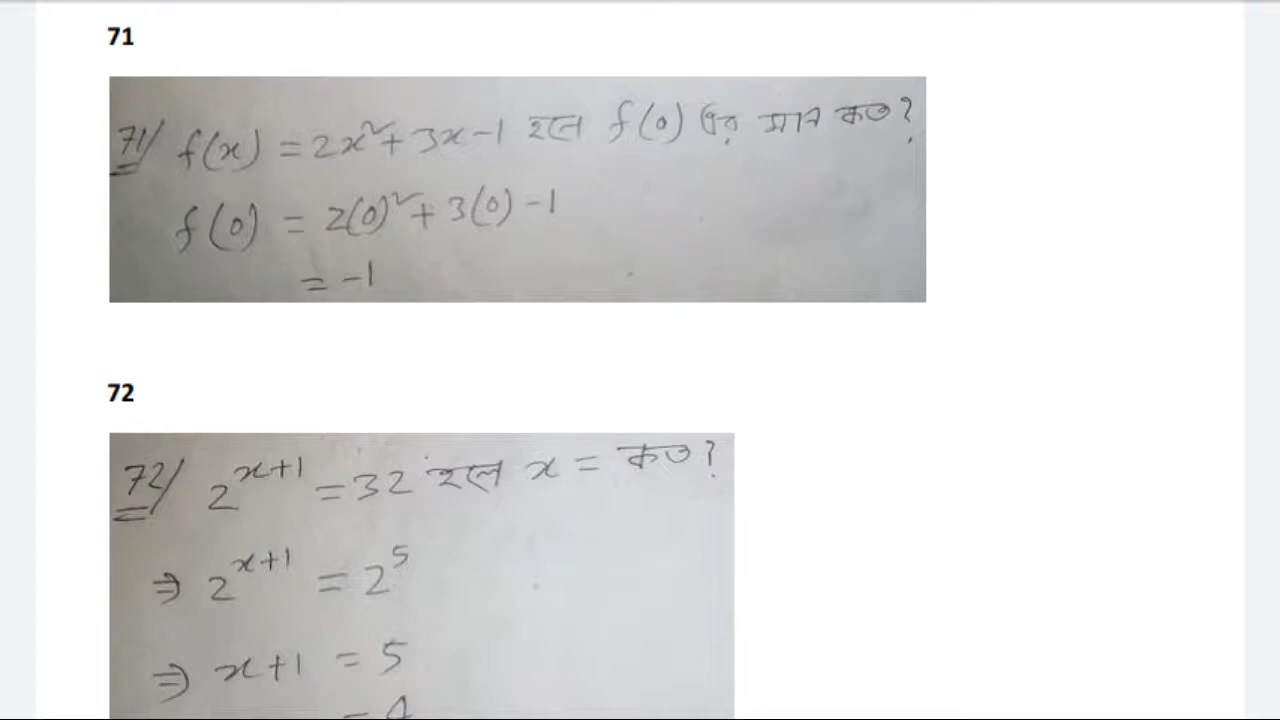 71
71/ f(x) = 2x² + 3x - 1 হলে f(0) এর মান কত?
f(0) = 2(0)² + 3(0) - 1
= -1
72
72/ 2^{x+1} = 32 হলে x = কত?
⇒ 2^{x+1} = 2^5
⇒ x+1 = 5
= 4